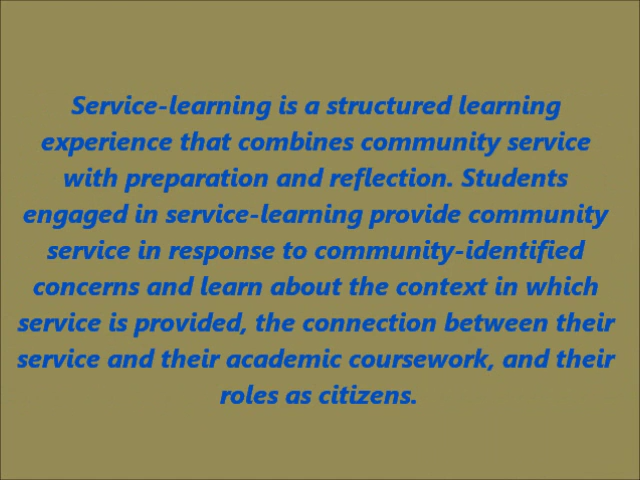 Service-learning is a structured learning
experience that combines community service
with preparation and reflection. Students
engaged in service-learning provide community
service in response to community-identified
concerns and learn about the context in which
service is provided, the connection between their
service and their academic coursework, and their
roles as citizens.